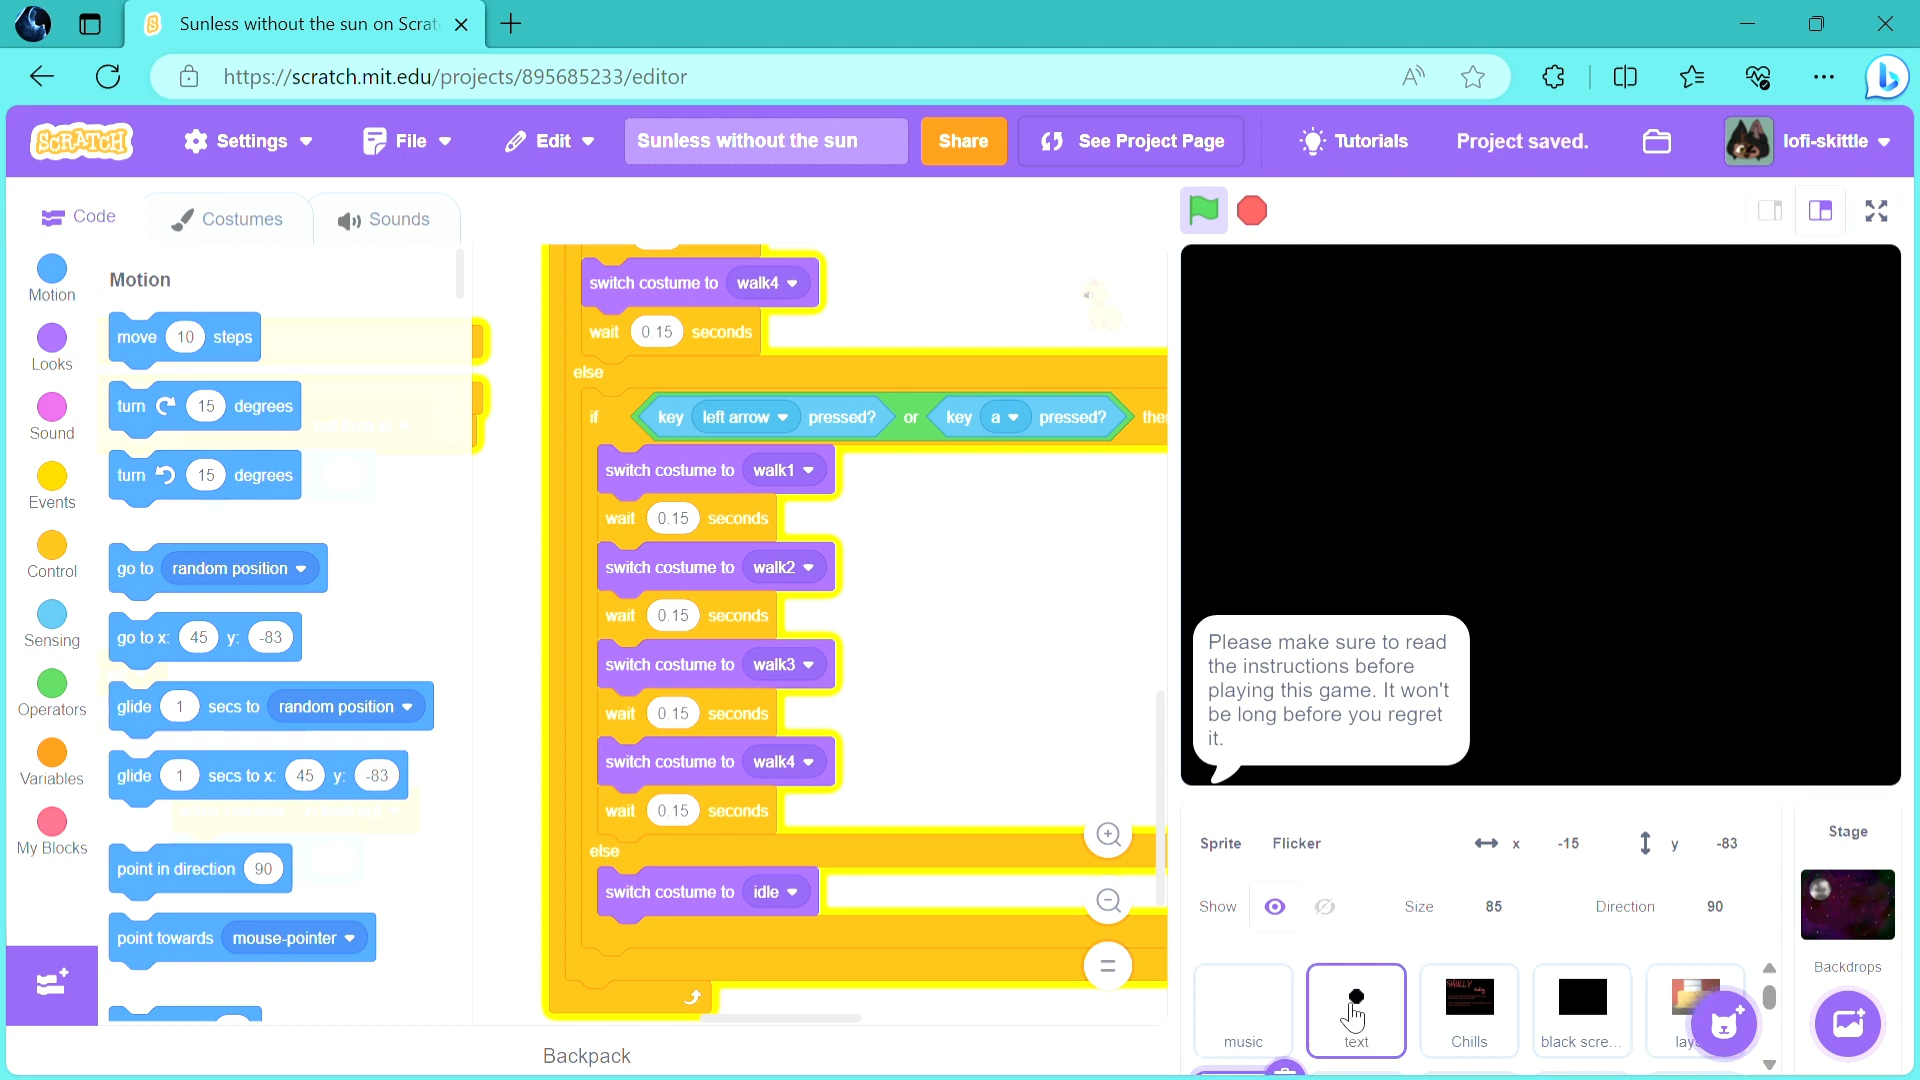 Sunless without the sun on Scrat
https://scratch.mit.edu/projects/895685233/editor
SCRATCH
Settings
File
Edit
Sunless without the sun
Share
See Project Page
Tutorials
Project saved.
lofi-skittle
Code
Costumes
Sounds
Motion
Looks
Sound
Events
Control
Sensing
Operators
Variables
My Blocks
Motion
move 10 steps
turn 15 degrees
turn 15 degrees
go to random position
go to x: 45 y: -83
glide 1 secs to random position
glide 1 secs to x: 45 y: -83
point in direction 90
point towards mouse-pointer
switch costume to walk4
wait 0.15 seconds
else
if key left arrow pressed? or key a pressed? the
switch costume to walk1
wait 0.15 seconds
switch costume to walk2
wait 0.15 seconds
switch costume to walk3
wait 0.15 seconds
switch costume to walk4
wait 0.15 seconds
else
switch costume to idle
Backpack
Please make sure to read
the instructions before
playing this game. It won't
be long before you regret
it.
Sprite Flicker x -15 y -83
Show Size 85 Direction 90
music
text
Chills
black scre...
lay
Stage
Backdrops